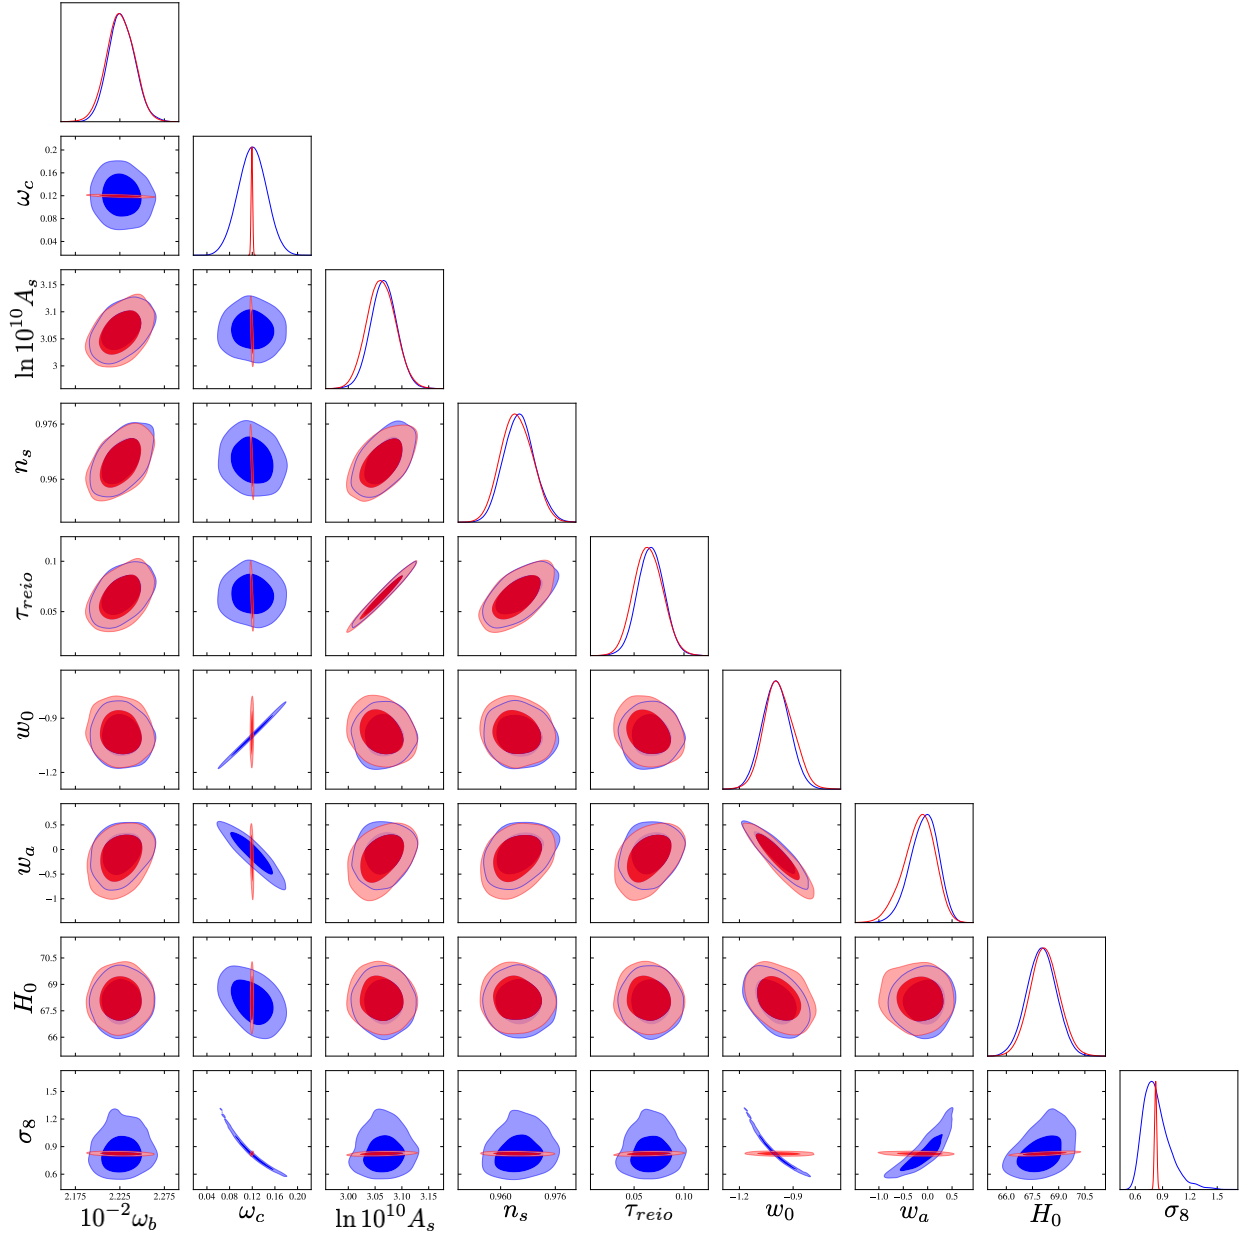 ω_c
0.2
0.16
0.12
0.08
0.04
ln 10^{10} A_s
3.15
3.1
3.05
3
n_s
0.976
0.96
τ_{reio}
0.1
0.05
w_0
−0.9
−1.2
w_a
0.5
0
−0.5
−1
H_0
70.5
69
67.5
66
σ_8
1.5
1.2
0.9
0.6
2.175 2.225 2.275 0.04 0.08 0.12 0.16 0.20 3.00 3.05 3.10 3.15 0.960 0.976 0.05 0.10 −1.2 −0.9 −1.0 −0.5 0.0 0.5 66.0 67.5 69.0 70.5 0.6 0.9 1.2 1.5
10^{-2}ω_b ω_c ln 10^{10} A_s n_s τ_{reio} w_0 w_a H_0 σ_8